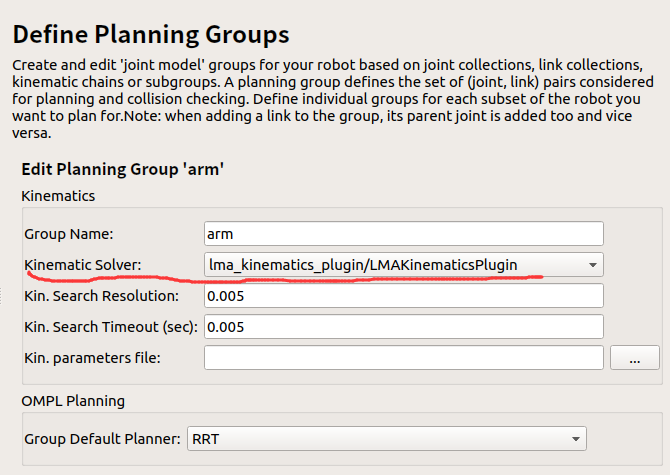 Define Planning Groups
Create and edit 'joint model' groups for your robot based on joint collections, link collections,
kinematic chains or subgroups. A planning group defines the set of (joint, link) pairs considered
for planning and collision checking. Define individual groups for each subset of the robot you
want to plan for.Note: when adding a link to the group, its parent joint is added too and vice
versa.
Edit Planning Group 'arm'
Kinematics
Group Name: arm
Kinematic Solver: lma_kinematics_plugin/LMAKinematicsPlugin
Kin. Search Resolution: 0.005
Kin. Search Timeout (sec): 0.005
Kin. parameters file: ...
OMPL Planning
Group Default Planner: RRT